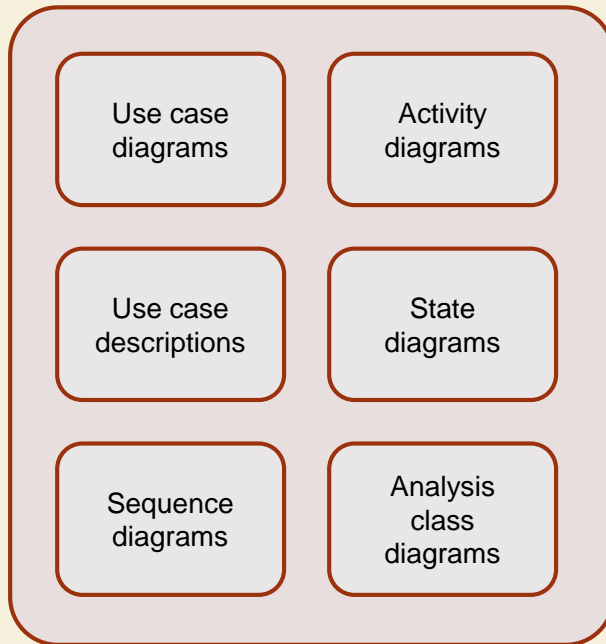 Use case
diagrams
Activity
diagrams
Use case
descriptions
State
diagrams
Sequence
diagrams
Analysis
class
diagrams